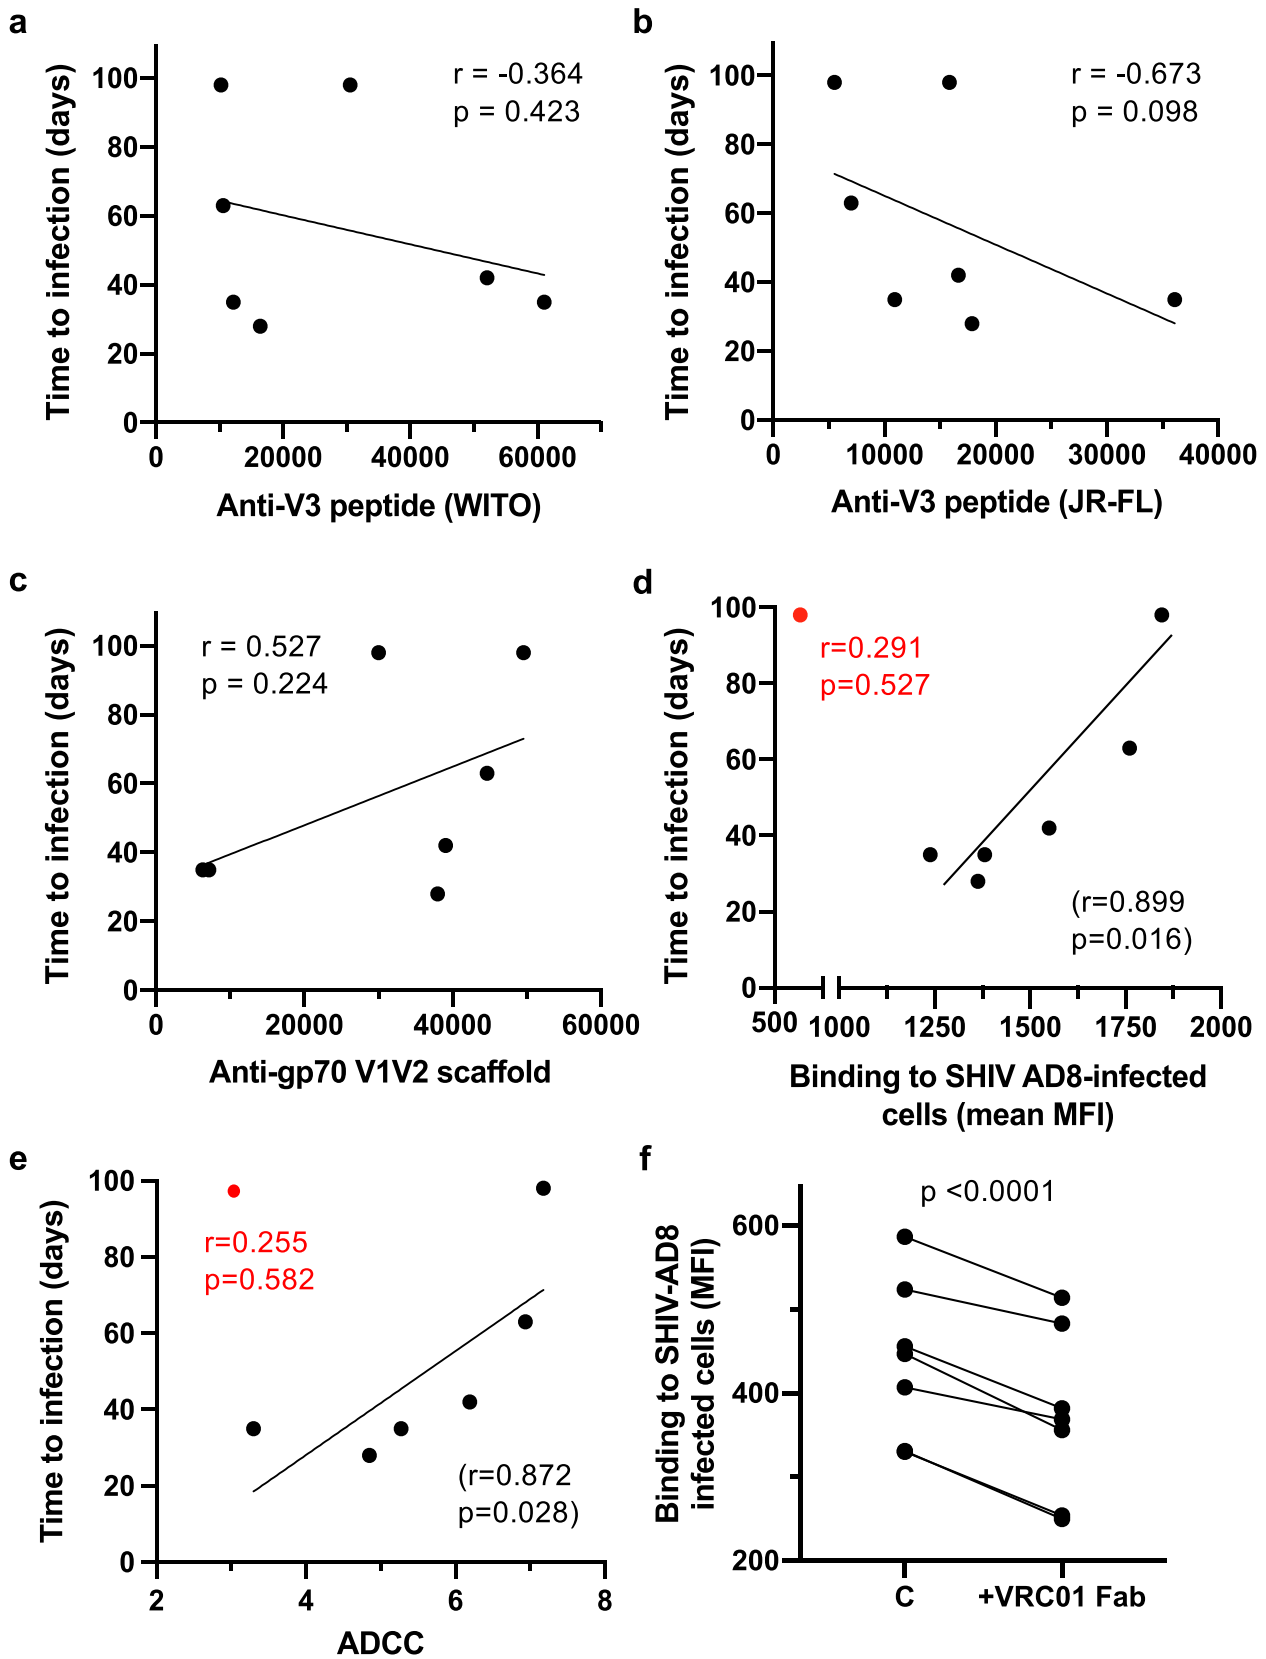 a
Time to infection (days)
r = -0.364
p = 0.423
100
80
60
40
20
0
0 20000 40000 60000
Anti-V3 peptide (WITO)
b
Time to infection (days)
r = -0.673
p = 0.098
100
80
60
40
20
0
0 10000 20000 30000 40000
Anti-V3 peptide (JR-FL)
c
Time to infection (days)
r = 0.527
p = 0.224
100
80
60
40
20
0
0 20000 40000 60000
Anti-gp70 V1V2 scaffold
d
Time to infection (days)
r=0.291
p=0.527
(r=0.899
p=0.016)
100
80
60
40
20
0
500 1000 1250 1500 1750 2000
Binding to SHIV AD8-infected
cells (mean MFI)
e
Time to infection (days)
r=0.255
p=0.582
(r=0.872
p=0.028)
100
80
60
40
20
0
2 4 6 8
ADCC
f
Binding to SHIV-AD8
infected cells (MFI)
p <0.0001
600
400
200
C +VRC01 Fab